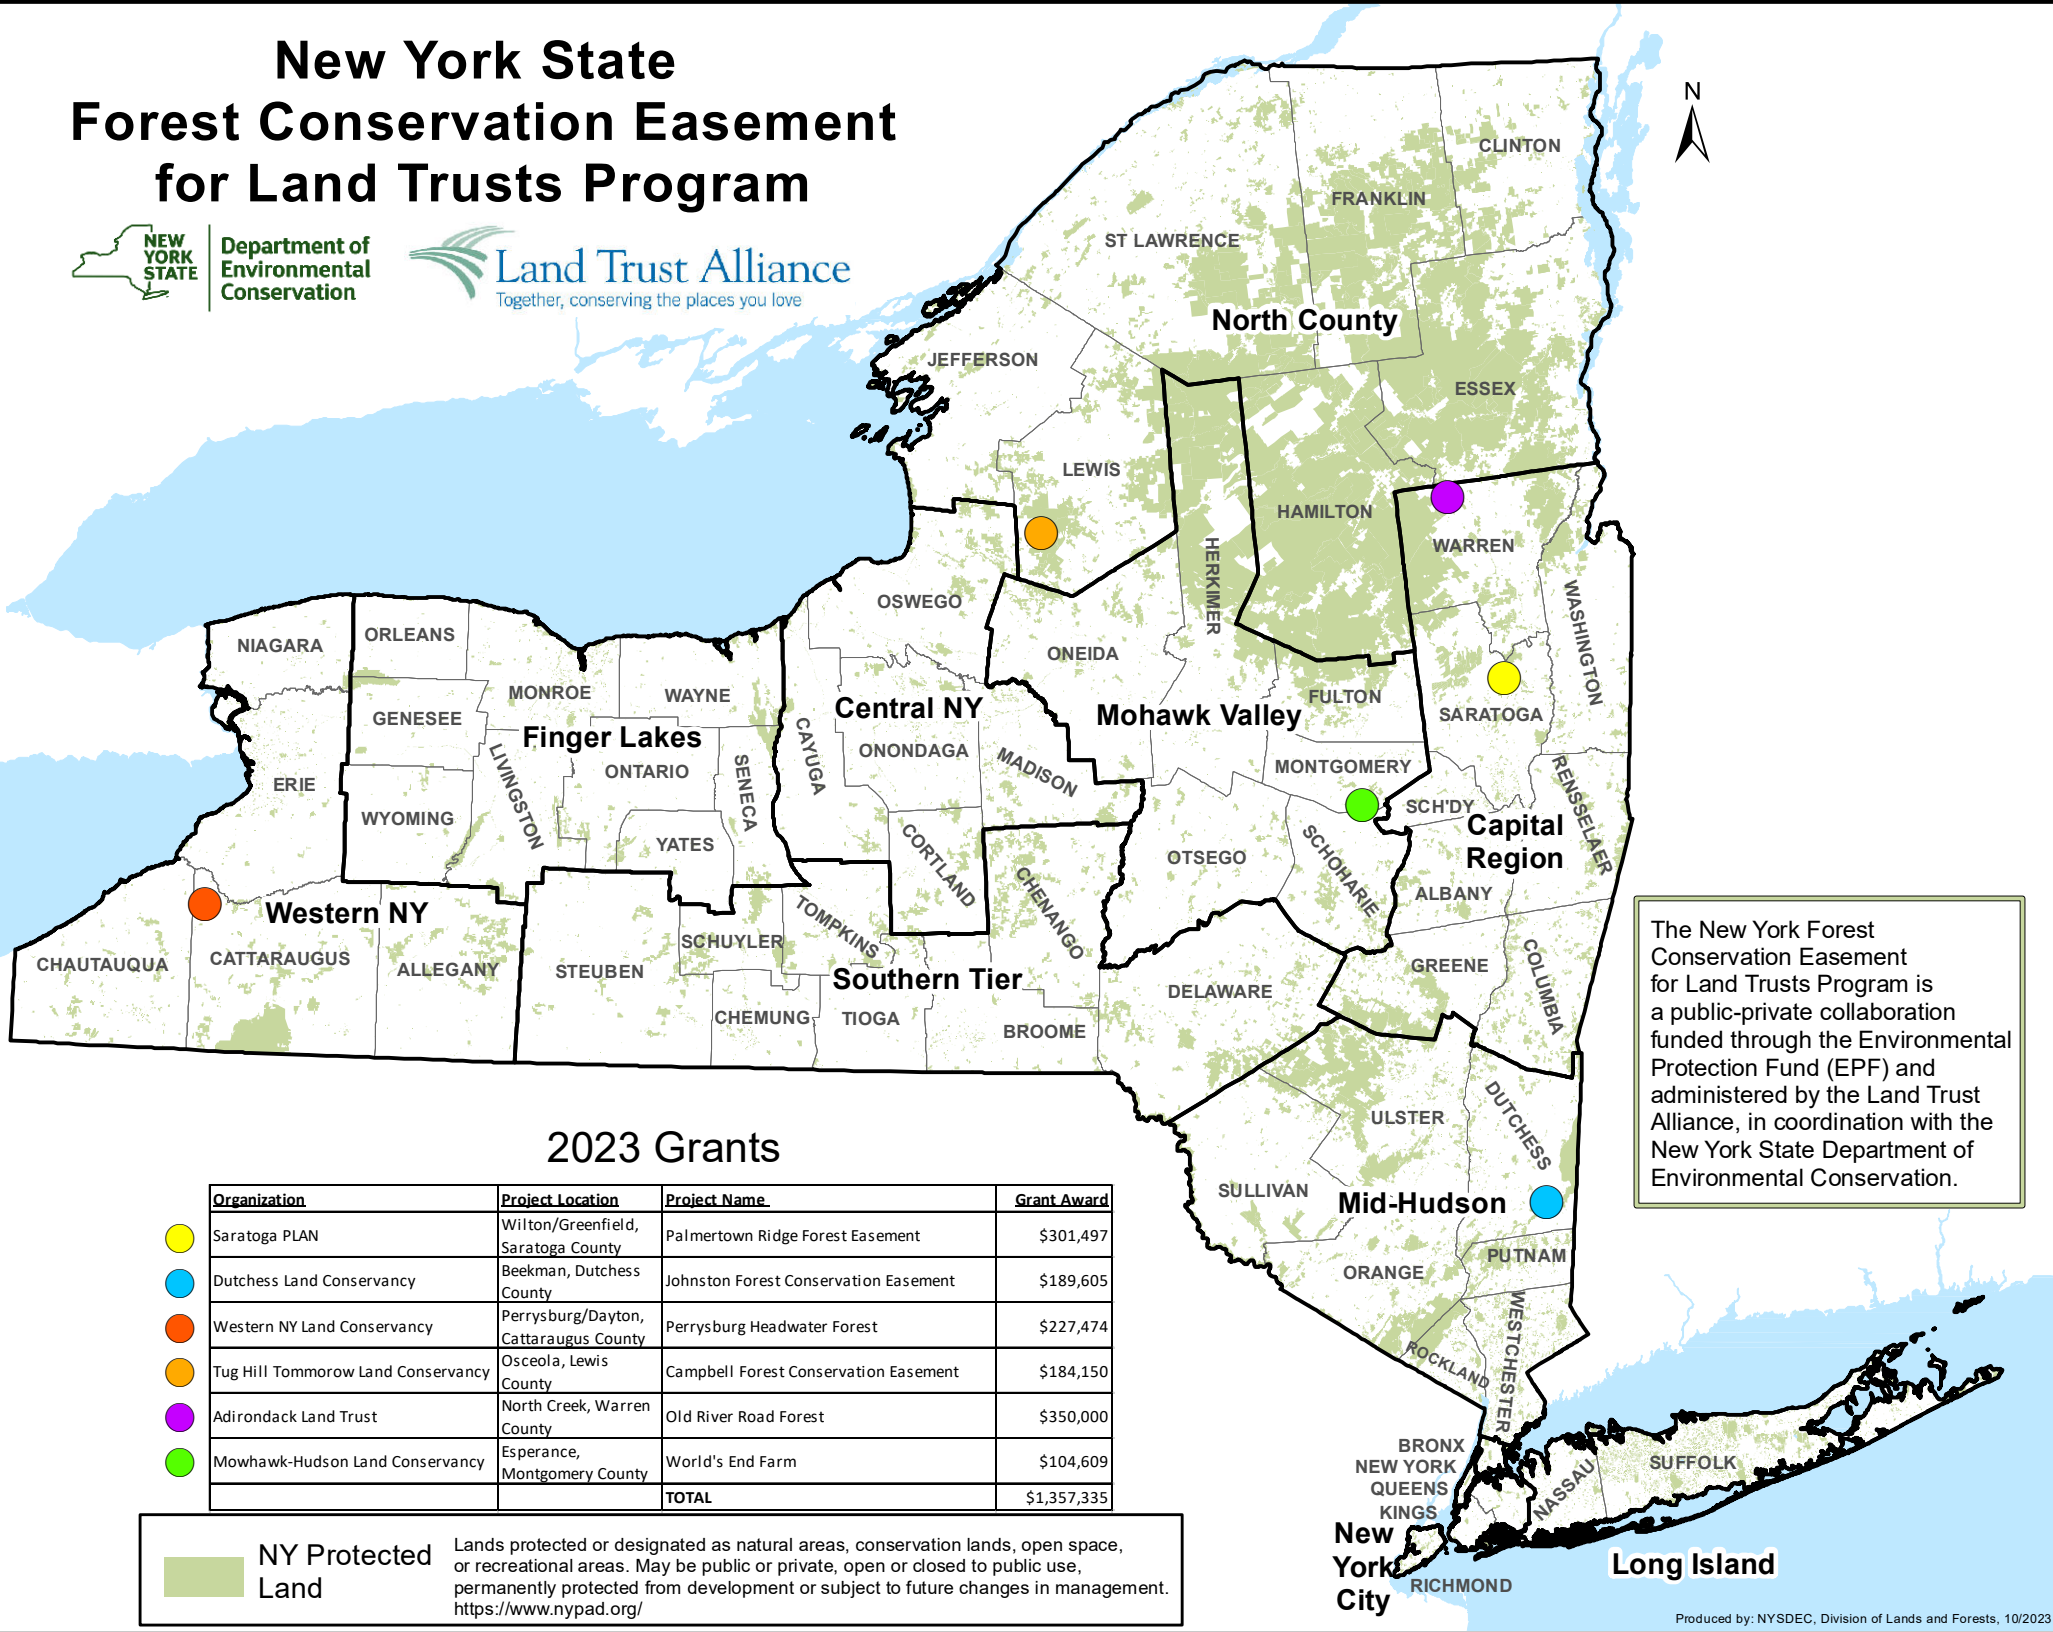 New York State
Forest Conservation Easement
for Land Trusts Program
NEW
YORK
STATE
Department of
Environmental
Conservation
Land Trust Alliance
Together, conserving the places you love
N
CLINTON
FRANKLIN
ST LAWRENCE
North County
JEFFERSON
ESSEX
LEWIS
HAMILTON
WARREN
HERKIMER
WASHINGTON
OSWEGO
ONEIDA
NIAGARA
ORLEANS
MONROE
WAYNE
GENESEE
FULTON
SARATOGA
Central NY
Mohawk Valley
Finger Lakes
CAYUGA
ONONDAGA
MADISON
ONTARIO
SENECA
LIVINGSTON
ERIE
WYOMING
YATES
MONTGOMERY
SCH'DY
RENSSELAER
Capital
Region
CORTLAND
OTSEGO
SCHOHARIE
CHENANGO
ALBANY
Western NY
TOMPKINS
SCHUYLER
CHAUTAUQUA
CATTARAUGUS
ALLEGANY
STEUBEN
Southern Tier
GREENE
COLUMBIA
DELAWARE
CHEMUNG
TIOGA
BROOME
ULSTER
DUTCHESS
SULLIVAN
Mid-Hudson
PUTNAM
ORANGE
WESTCHESTER
ROCKLAND
BRONX
NEW YORK
QUEENS
KINGS
NASSAU
SUFFOLK
New
York
City
RICHMOND
Long Island
The New York Forest
Conservation Easement
for Land Trusts Program is
a public-private collaboration
funded through the Environmental
Protection Fund (EPF) and
administered by the Land Trust
Alliance, in coordination with the
New York State Department of
Environmental Conservation.
2023 Grants
Organization Project Location Project Name Grant Award
Saratoga PLAN Wilton/Greenfield, Saratoga County Palmertown Ridge Forest Easement $301,497
Dutchess Land Conservancy Beekman, Dutchess County Johnston Forest Conservation Easement $189,605
Western NY Land Conservancy Perrysburg/Dayton, Cattaraugus County Perrysburg Headwater Forest $227,474
Tug Hill Tommorow Land Conservancy Osceola, Lewis County Campbell Forest Conservation Easement $184,150
Adirondack Land Trust North Creek, Warren County Old River Road Forest $350,000
Mowhawk-Hudson Land Conservancy Esperance, Montgomery County World's End Farm $104,609
TOTAL $1,357,335
NY Protected
Land
Lands protected or designated as natural areas, conservation lands, open space,
or recreational areas. May be public or private, open or closed to public use,
permanently protected from development or subject to future changes in management.
https://www.nypad.org/
Produced by: NYSDEC, Division of Lands and Forests, 10/2023